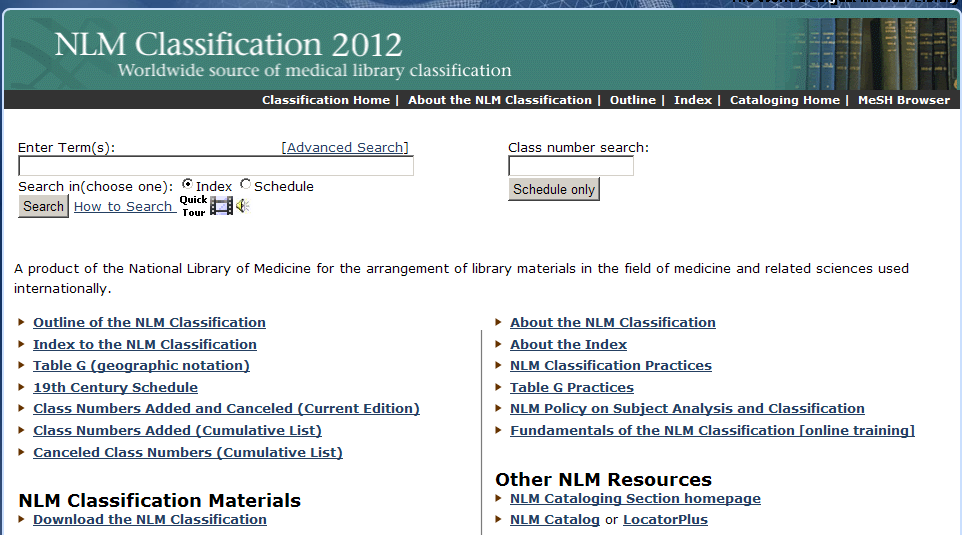 The World's Largest Medical Library
NLM Classification 2012
Worldwide source of medical library classification
Classification Home | About the NLM Classification | Outline | Index | Cataloging Home | MeSH Browser
Enter Term(s): [Advanced Search] Class number search:
Search in(choose one): Index Schedule
Schedule only
Search How to Search Quick Tour
A product of the National Library of Medicine for the arrangement of library materials in the field of medicine and related sciences used
internationally.
Outline of the NLM Classification
Index to the NLM Classification
Table G (geographic notation)
19th Century Schedule
Class Numbers Added and Canceled (Current Edition)
Class Numbers Added (Cumulative List)
Canceled Class Numbers (Cumulative List)
NLM Classification Materials
Download the NLM Classification
About the NLM Classification
About the Index
NLM Classification Practices
Table G Practices
NLM Policy on Subject Analysis and Classification
Fundamentals of the NLM Classification [online training]
Other NLM Resources
NLM Cataloging Section homepage
NLM Catalog or LocatorPlus